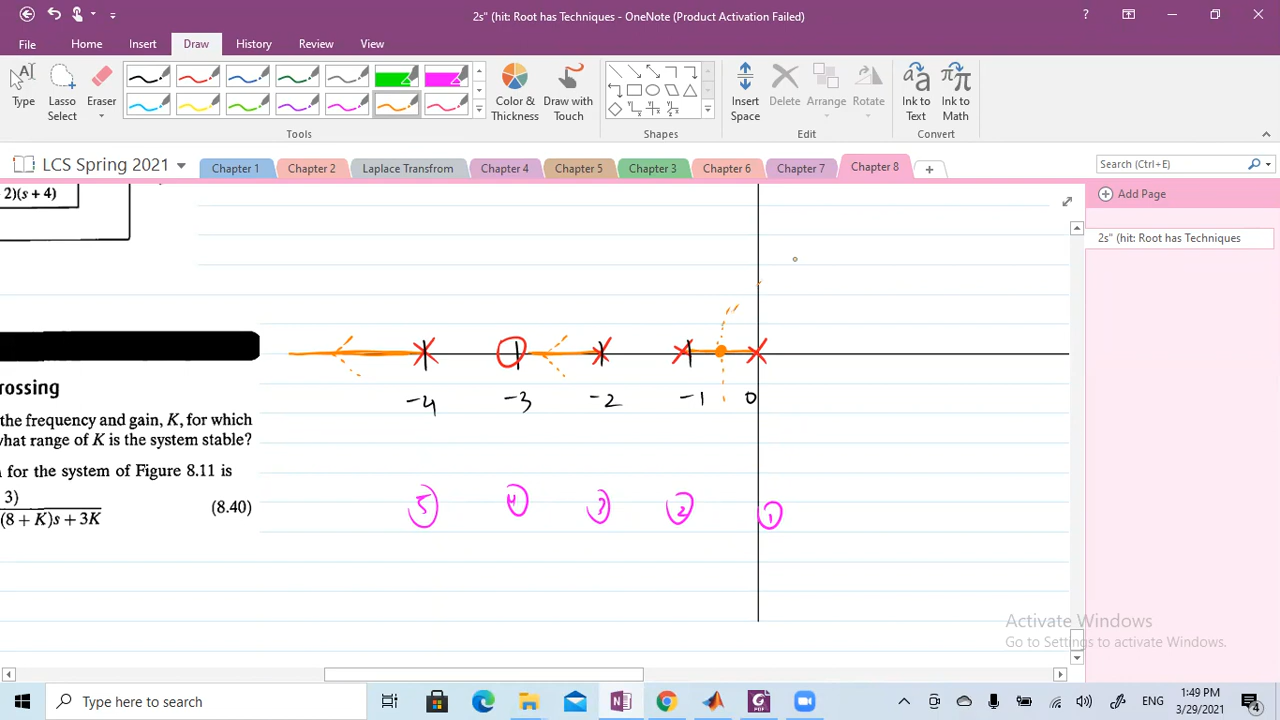 2s" (hit: Root has Techniques - OneNote (Product Activation Failed)
File Home Insert Draw History Review View
Type
Lasso Select
Eraser
Color & Thickness
Draw with Touch
Insert Space
Delete
Arrange
Rotate
Ink to Text
Ink to Math
Tools
Shapes
Edit
Convert
LCS Spring 2021
Chapter 1
Chapter 2
Laplace Transfrom
Chapter 4
Chapter 5
Chapter 3
Chapter 6
Chapter 7
Chapter 8
Search (Ctrl+E)
Add Page
2s" (hit: Root has Techniques
2)(s + 4)
rossing
the frequency and gain, K, for which
what range of K is the system stable?
n for the system of Figure 8.11 is
3)
(8 + K)s + 3K
(8.40)
-4 -3 -2 -1 0
5 4 3 2 1
Activate Windows
Go to Settings to activate Windows.
Type here to search
ENG
1:49 PM
3/29/2021
4